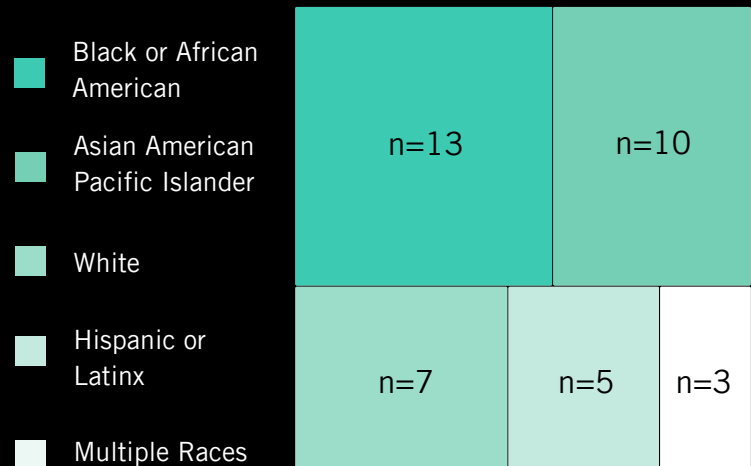 Black or African
American
Asian American
Pacific Islander
White
Hispanic or
Latinx
Multiple Races
n=13
n=10
n=7
n=5
n=3